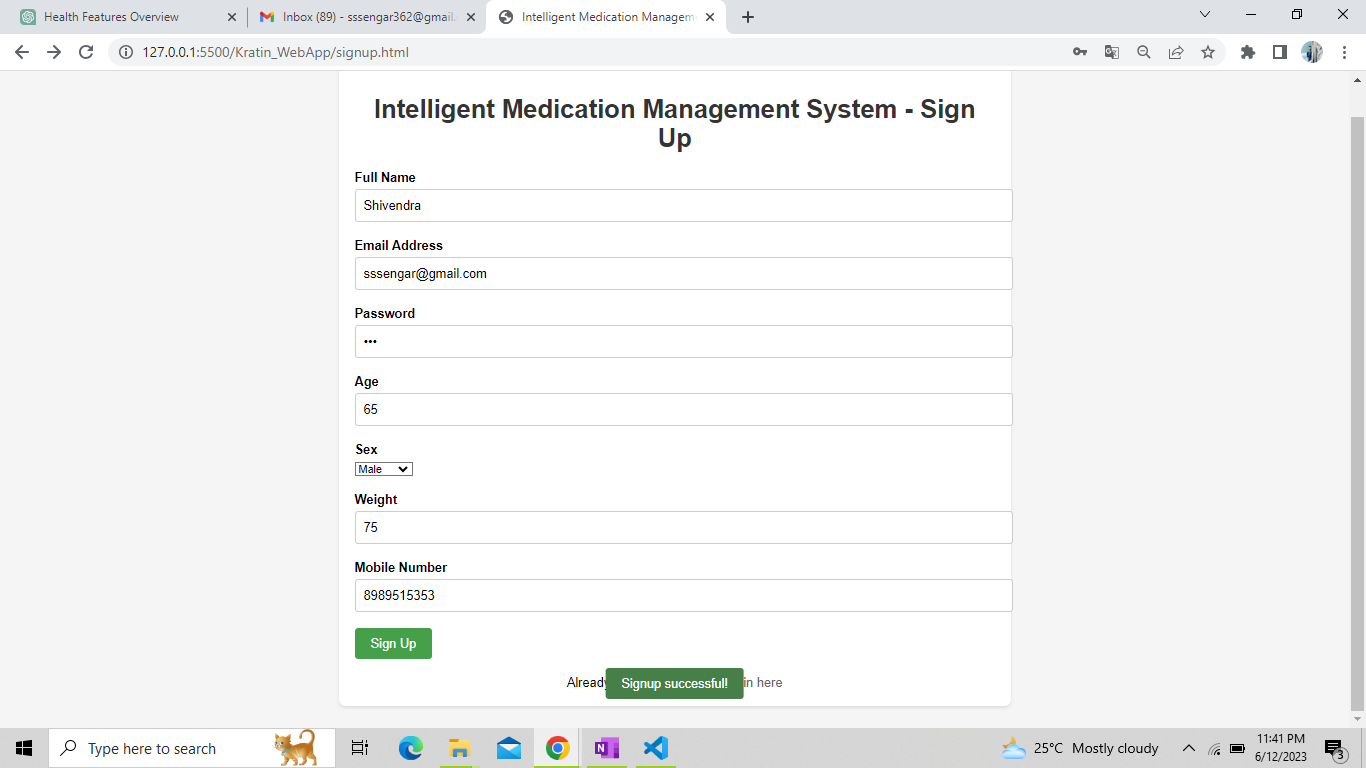 Health Features Overview
Inbox (89) - sssengar362@gmail.
Intelligent Medication Managem
127.0.0.1:5500/Kratin_WebApp/signup.html
Intelligent Medication Management System - Sign
Up
Full Name
Shivendra
Email Address
sssengar@gmail.com
Password
•••
Age
65
Sex
Male
Weight
75
Mobile Number
8989515353
Sign Up
Already
Signup successful!
in here
Type here to search
25°C Mostly cloudy
11:41 PM
6/12/2023
3